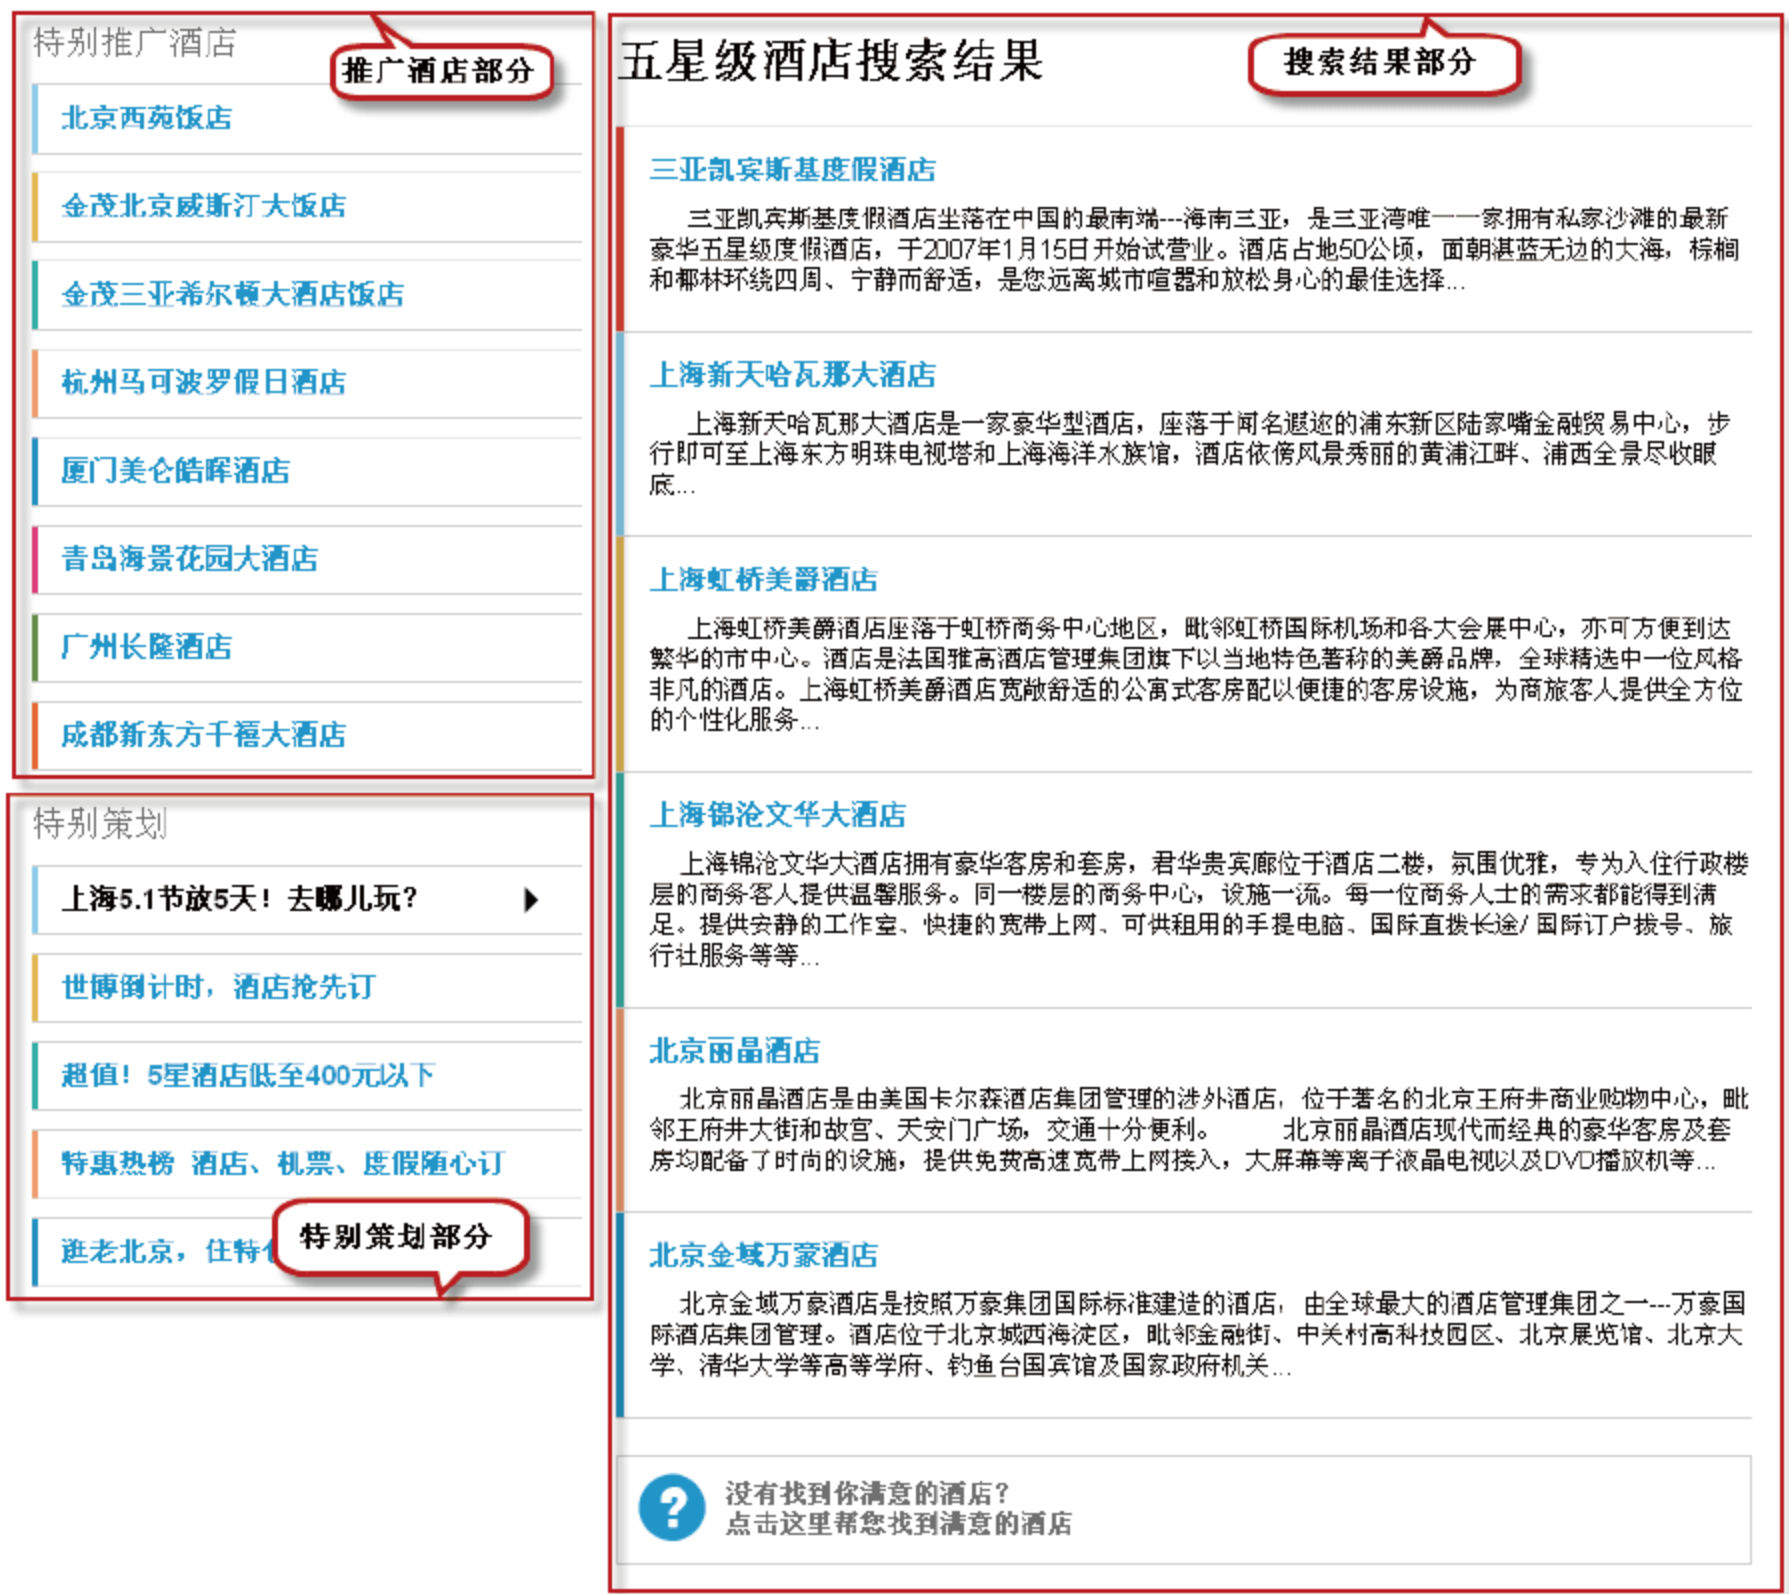 特别推广酒店
推广酒店部分
北京西苑饭店
金茂北京威斯汀大饭店
金茂三亚希尔顿大酒店饭店
杭州马可波罗假日酒店
厦门美仑皓晖酒店
青岛海景花园大酒店
广州长隆酒店
成都新东方千禧大酒店
特别策划
上海5.1节放5天！去哪儿玩？
世博倒计时，酒店抢先订
超值！5星酒店低至400元以下
特惠热榜 酒店、机票、度假随心订
逛老北京，住特
特别策划部分
五星级酒店搜索结果
搜索结果部分
三亚凯宾斯基度假酒店
三亚凯宾斯基度假酒店坐落在中国的最南端---海南三亚，是三亚湾唯一一家拥有私家沙滩的最新
豪华五星级度假酒店，于2007年1月15日开始试营业。酒店占地50公顷，面朝湛蓝无边的大海，棕榈
和椰林环绕四周、宁静而舒适，是您远离城市喧嚣和放松身心的最佳选择...
上海新天哈瓦那大酒店
上海新天哈瓦那大酒店是一家豪华型酒店，座落于闻名遐迩的浦东新区陆家嘴金融贸易中心，步
行即可至上海东方明珠电视塔和上海海洋水族馆，酒店依傍风景秀丽的黄浦江畔、浦西全景尽收眼
底...
上海虹桥美爵酒店
上海虹桥美爵酒店座落于虹桥商务中心地区，毗邻虹桥国际机场和各大会展中心，亦可方便到达
繁华的市中心。酒店是法国雅高酒店管理集团旗下以当地特色著称的美爵品牌，全球精选中一位风格
非凡的酒店。上海虹桥美爵酒店宽敞舒适的公寓式客房配以便捷的客房设施，为商旅客人提供全方位
的个性化服务...
上海锦沧文华大酒店
上海锦沧文华大酒店拥有豪华客房和套房，君华贵宾廊位于酒店二楼，氛围优雅，专为入住行政楼
层的商务客人提供温馨服务。同一楼层的商务中心，设施一流。每一位商务人士的需求都能得到满
足。提供安静的工作室、快捷的宽带上网、可供租用的手提电脑、国际直拨长途/ 国际订户拨号、旅
行社服务等等...
北京丽晶酒店
北京丽晶酒店是由美国卡尔森酒店集团管理的涉外酒店，位于著名的北京王府井商业购物中心，毗
邻王府井大街和故宫、天安门广场，交通十分便利。 北京丽晶酒店现代而经典的豪华客房及套
房均配备了时尚的设施，提供免费高速宽带上网接入，大屏幕等离子液晶电视以及DVD播放机等...
北京金域万豪酒店
北京金域万豪酒店是按照万豪集团国际标准建造的酒店，由全球最大的酒店管理集团之一---万豪国
际酒店集团管理。酒店位于北京城西海淀区，毗邻金融街、中关村高科技园区、北京展览馆、北京大
学、清华大学等高等学府、钓鱼台国宾馆及国家政府机关...
?
没有找到你满意的酒店？
点击这里帮您找到满意的酒店